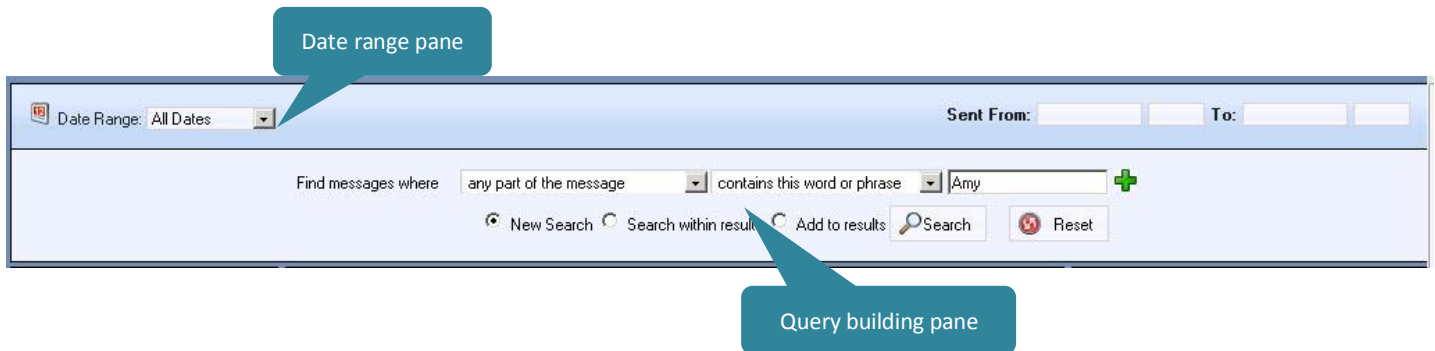 Date range pane
Date Range: All Dates Sent From: To:
Find messages where any part of the message contains this word or phrase Amy
New Search Search within result Add to results Search Reset
Query building pane